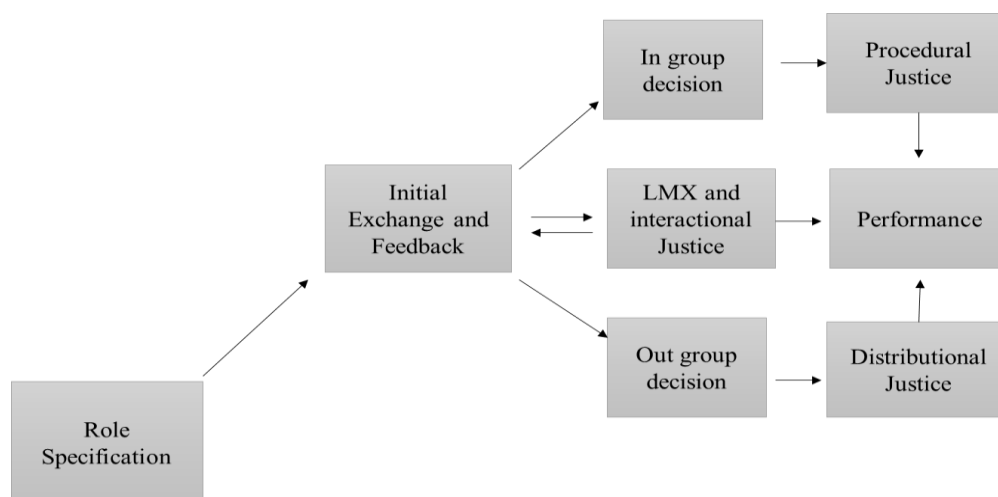 In group
decision
Procedural
Justice
Initial
Exchange and
Feedback
LMX and
interactional
Justice
Performance
Out group
decision
Distributional
Justice
Role
Specification